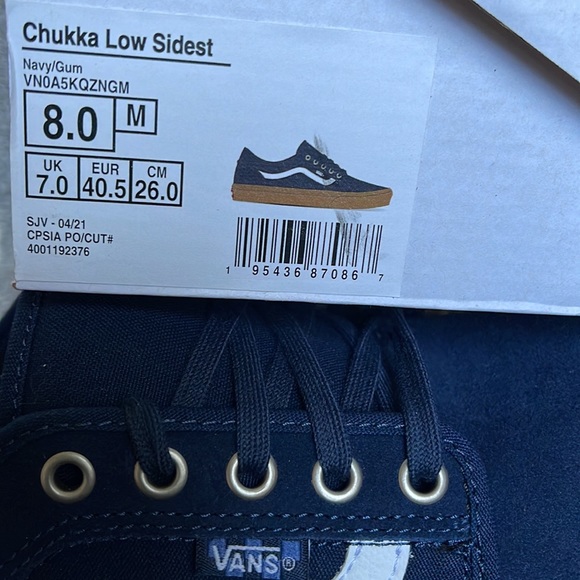 Chukka Low Sidest
Navy/Gum
VN0A5KQZNGM
8.0 M
UK EUR CM
7.0 40.5 26.0
SJV - 04/21
CPSIA PO/CUT#
4001192376
1 95436 87086 7
VANS®